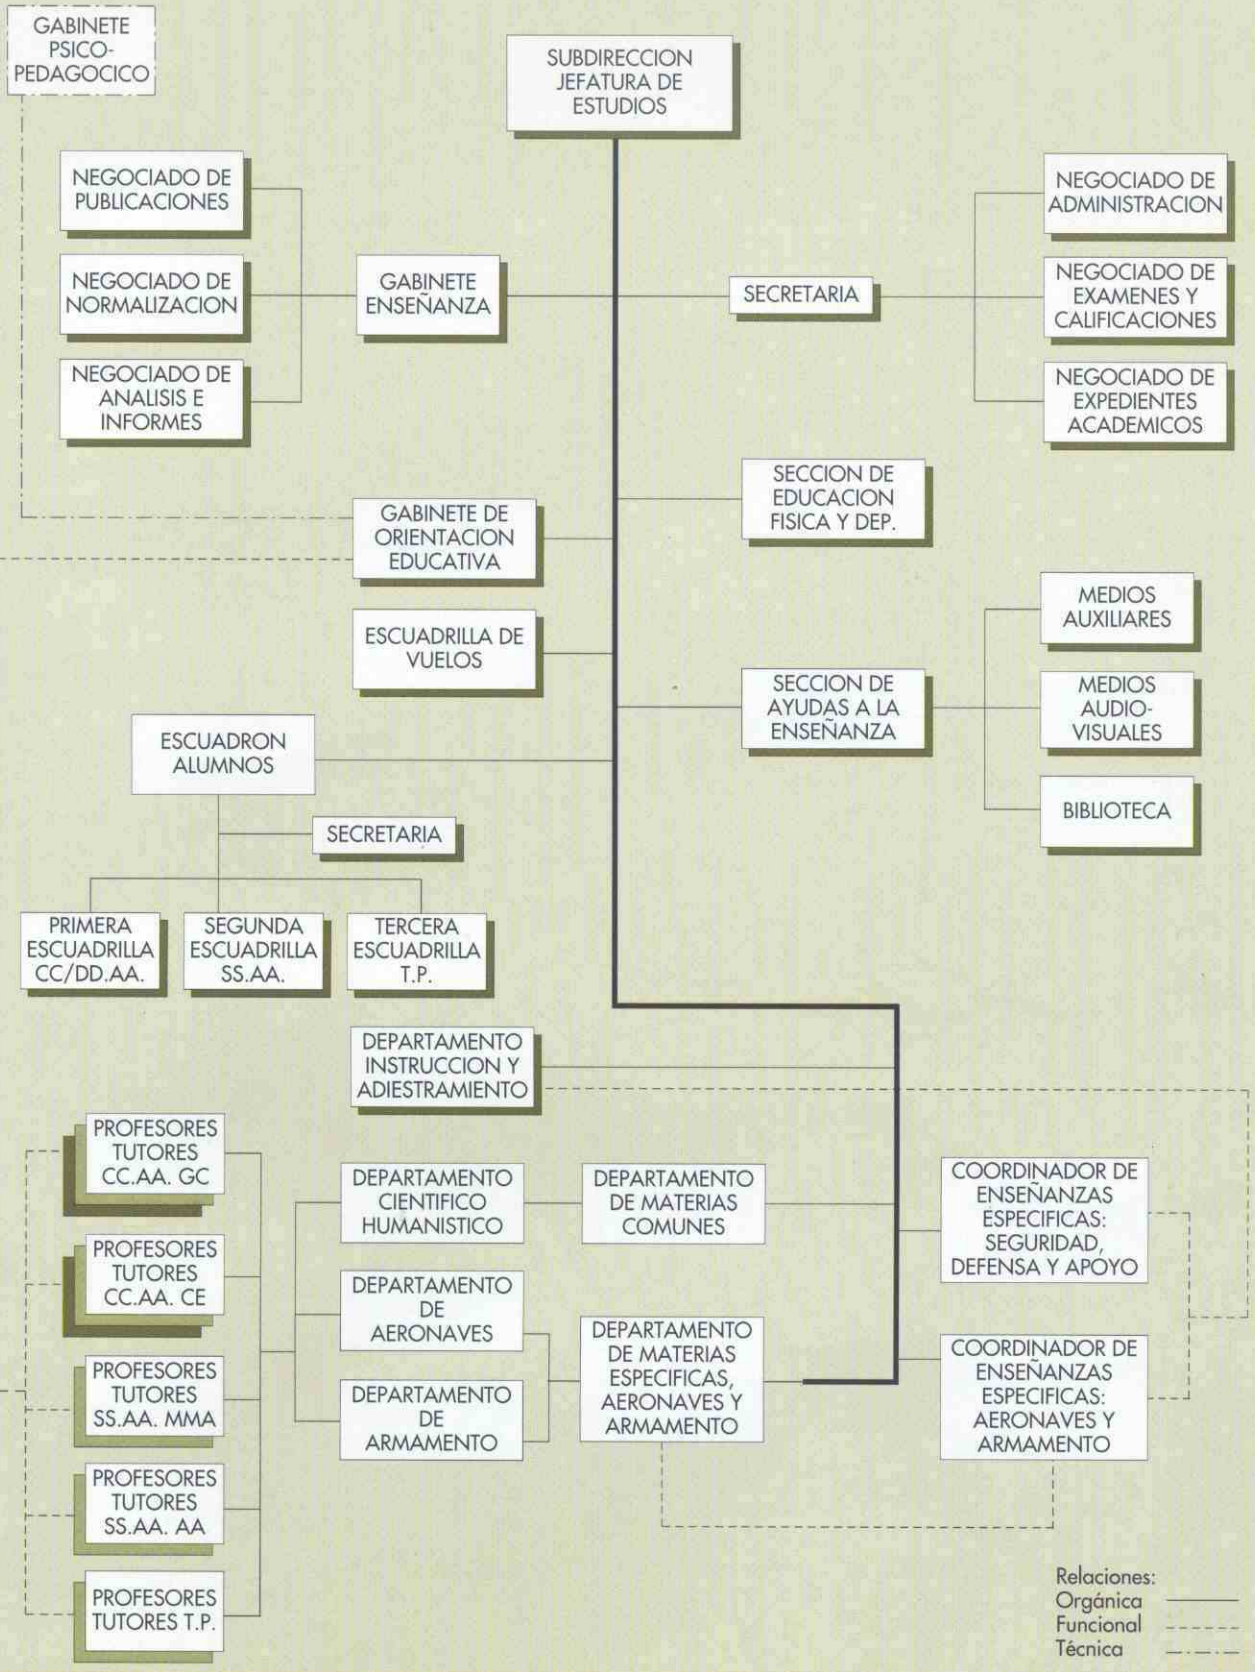 GABINETE
PSICO-
PEDAGOCICO
SUBDIRECCION
JEFATURA DE
ESTUDIOS
NEGOCIADO DE
PUBLICACIONES
NEGOCIADO DE
NORMALIZACION
NEGOCIADO DE
ANALISIS E
INFORMES
GABINETE
ENSEÑANZA
SECRETARIA
NEGOCIADO DE
ADMINISTRACION
NEGOCIADO DE
EXAMENES Y
CALIFICACIONES
NEGOCIADO DE
EXPEDIENTES
ACADEMICOS
SECCION DE
EDUCACION
FISICA Y DEP.
GABINETE DE
ORIENTACION
EDUCATIVA
ESCUADRILLA DE
VUELOS
SECCION DE
AYUDAS A LA
ENSEÑANZA
MEDIOS
AUXILIARES
MEDIOS
AUDIO-
VISUALES
BIBLIOTECA
ESCUADRON
ALUMNOS
SECRETARIA
PRIMERA
ESCUADRILLA
CC/DD.AA.
SEGUNDA
ESCUADRILLA
SS.AA.
TERCERA
ESCUADRILLA
T.P.
DEPARTAMENTO
INSTRUCCION Y
ADIESTRAMIENTO
PROFESORES
TUTORES
CC.AA. GC
PROFESORES
TUTORES
CC.AA. CE
PROFESORES
TUTORES
SS.AA. MMA
PROFESORES
TUTORES
SS.AA. AA
PROFESORES
TUTORES T.P.
DEPARTAMENTO
CIENTIFICO
HUMANISTICO
DEPARTAMENTO
DE
AERONAVES
DEPARTAMENTO
DE
ARMAMENTO
DEPARTAMENTO
DE MATERIAS
COMUNES
DEPARTAMENTO
DE MATERIAS
ESPECIFICAS,
AERONAVES Y
ARMAMENTO
COORDINADOR DE
ENSEÑANZAS
ESPECIFICAS:
SEGURIDAD,
DEFENSA Y APOYO
COORDINADOR DE
ENSEÑANZAS
ESPECIFICAS:
AERONAVES Y
ARMAMENTO
Relaciones:
Orgánica
Funcional
Técnica